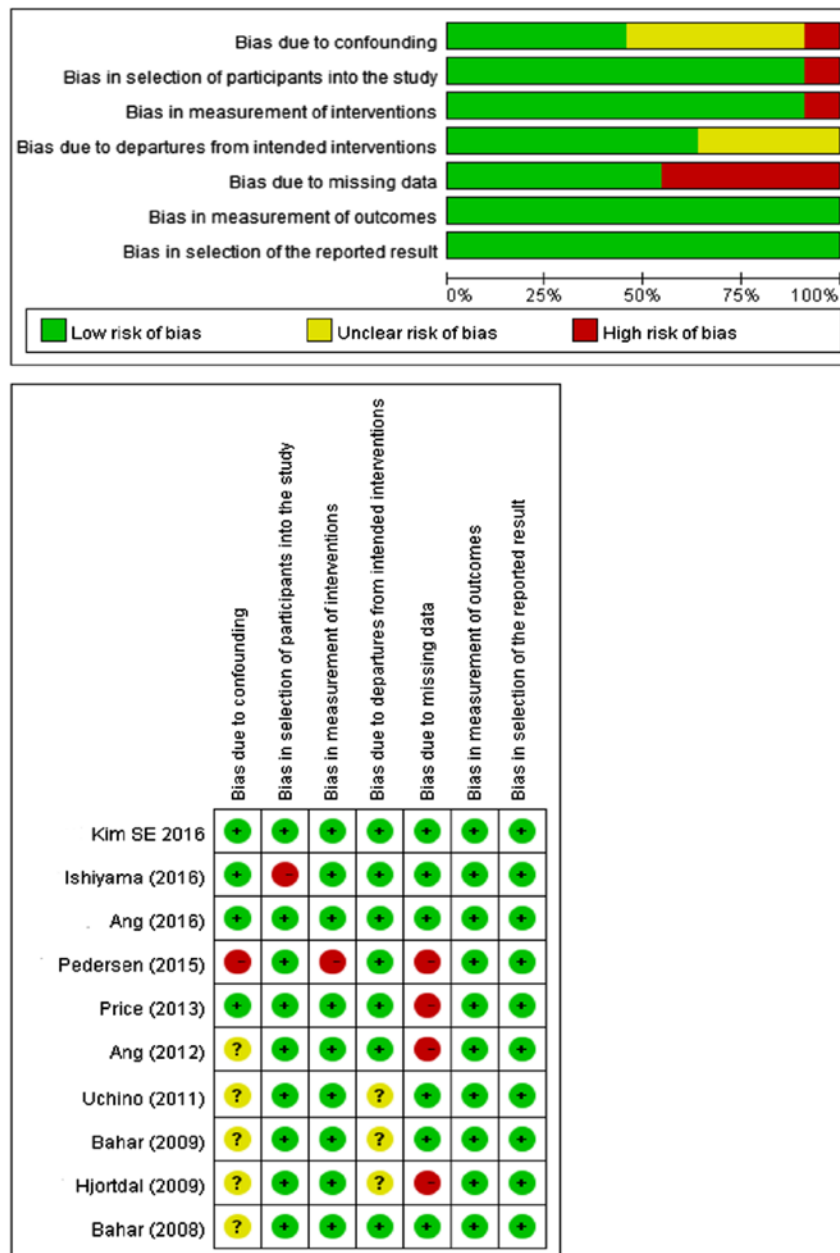 Bias due to confounding
Bias in selection of participants into the study
Bias in measurement of interventions
Bias due to departures from intended interventions
Bias due to missing data
Bias in measurement of outcomes
Bias in selection of the reported result
0% 25% 50% 75% 100%
Low risk of bias Unclear risk of bias High risk of bias
Bias due to confounding
Bias in selection of participants into the study
Bias in measurement of interventions
Bias due to departures from intended interventions
Bias due to missing data
Bias in measurement of outcomes
Bias in selection of the reported result
Kim SE 2016 + + + + + + +
Ishiyama (2016) + - + + + + +
Ang (2016) + + + + + + +
Pedersen (2015) - + - + - + +
Price (2013) + + + + - + +
Ang (2012) ? + + + - + +
Uchino (2011) ? + + ? + + +
Bahar (2009) ? + + ? + + +
Hjortdal (2009) ? + + ? - + +
Bahar (2008) ? + + + + + +